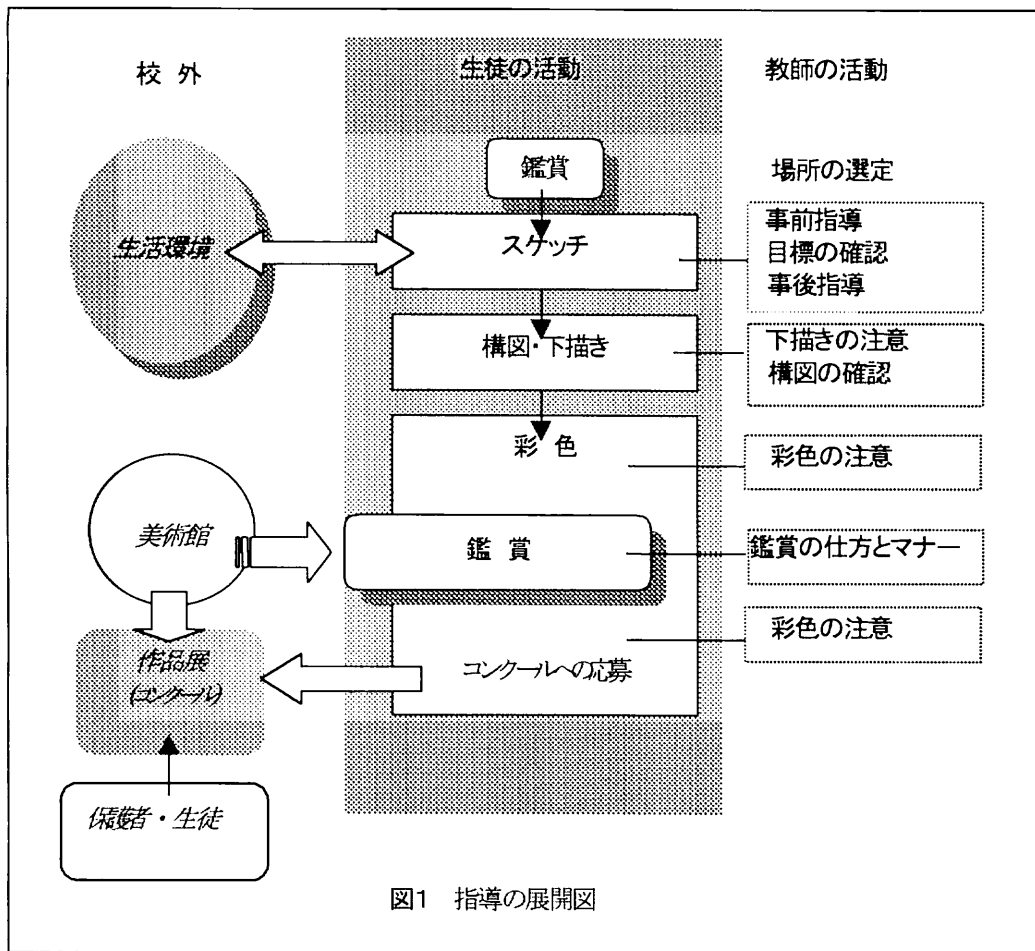 校 外
生徒の活動
教師の活動
鑑賞
場所の選定
生活環境
スケッチ
事前指導
目標の確認
事後指導
構図・下描き
下描きの注意
構図の確認
彩 色
彩色の注意
美術館
鑑 賞
鑑賞の仕方とマナー
彩色の注意
作品展
(コンクール)
コンクールへの応募
保護者・生徒
図1 指導の展開図